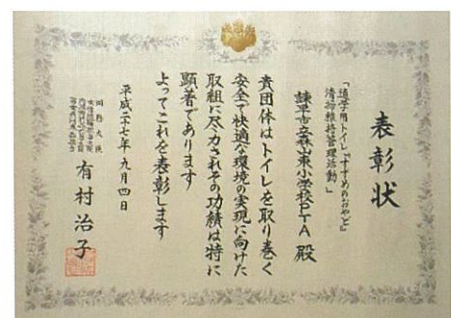 表彰状
「通学用トイレ『すずめのおやど』
清掃維持管理活動」
諫早市立森山東小学校PTA 殿
貴団体はトイレを取り巻く
安全で快適な環境の実現に向けた
取組に尽力されその功績は特に
顕著であります
よってこれを表彰します
平成二十七年九月四日
国務大臣
有村治子